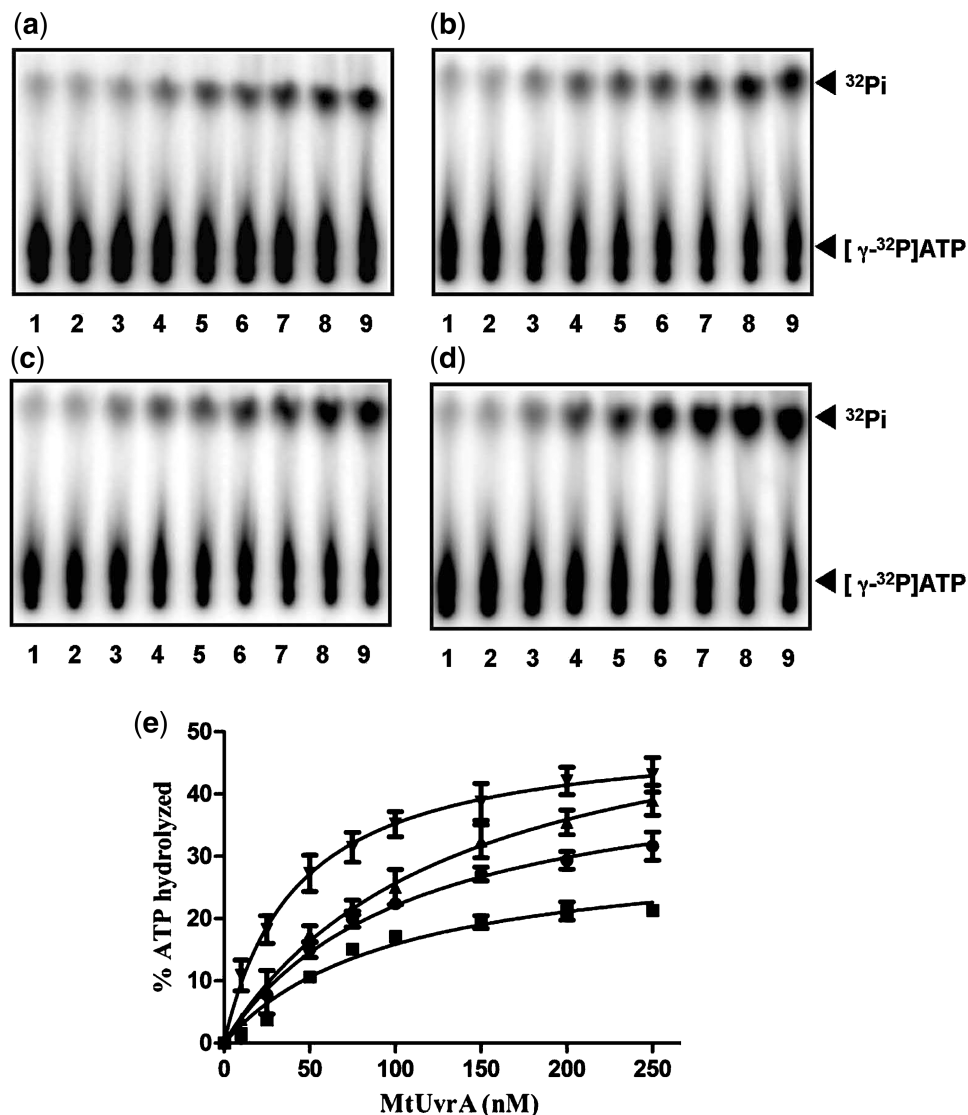 (a)
(b)
32Pi
[γ-32P]ATP
1 2 3 4 5 6 7 8 9
1 2 3 4 5 6 7 8 9
(c)
(d)
32Pi
[γ-32P]ATP
1 2 3 4 5 6 7 8 9
1 2 3 4 5 6 7 8 9
(e)
% ATP hydrolyzed
50
40
30
20
10
0
0 50 100 150 200 250
MtUvrA (nM)